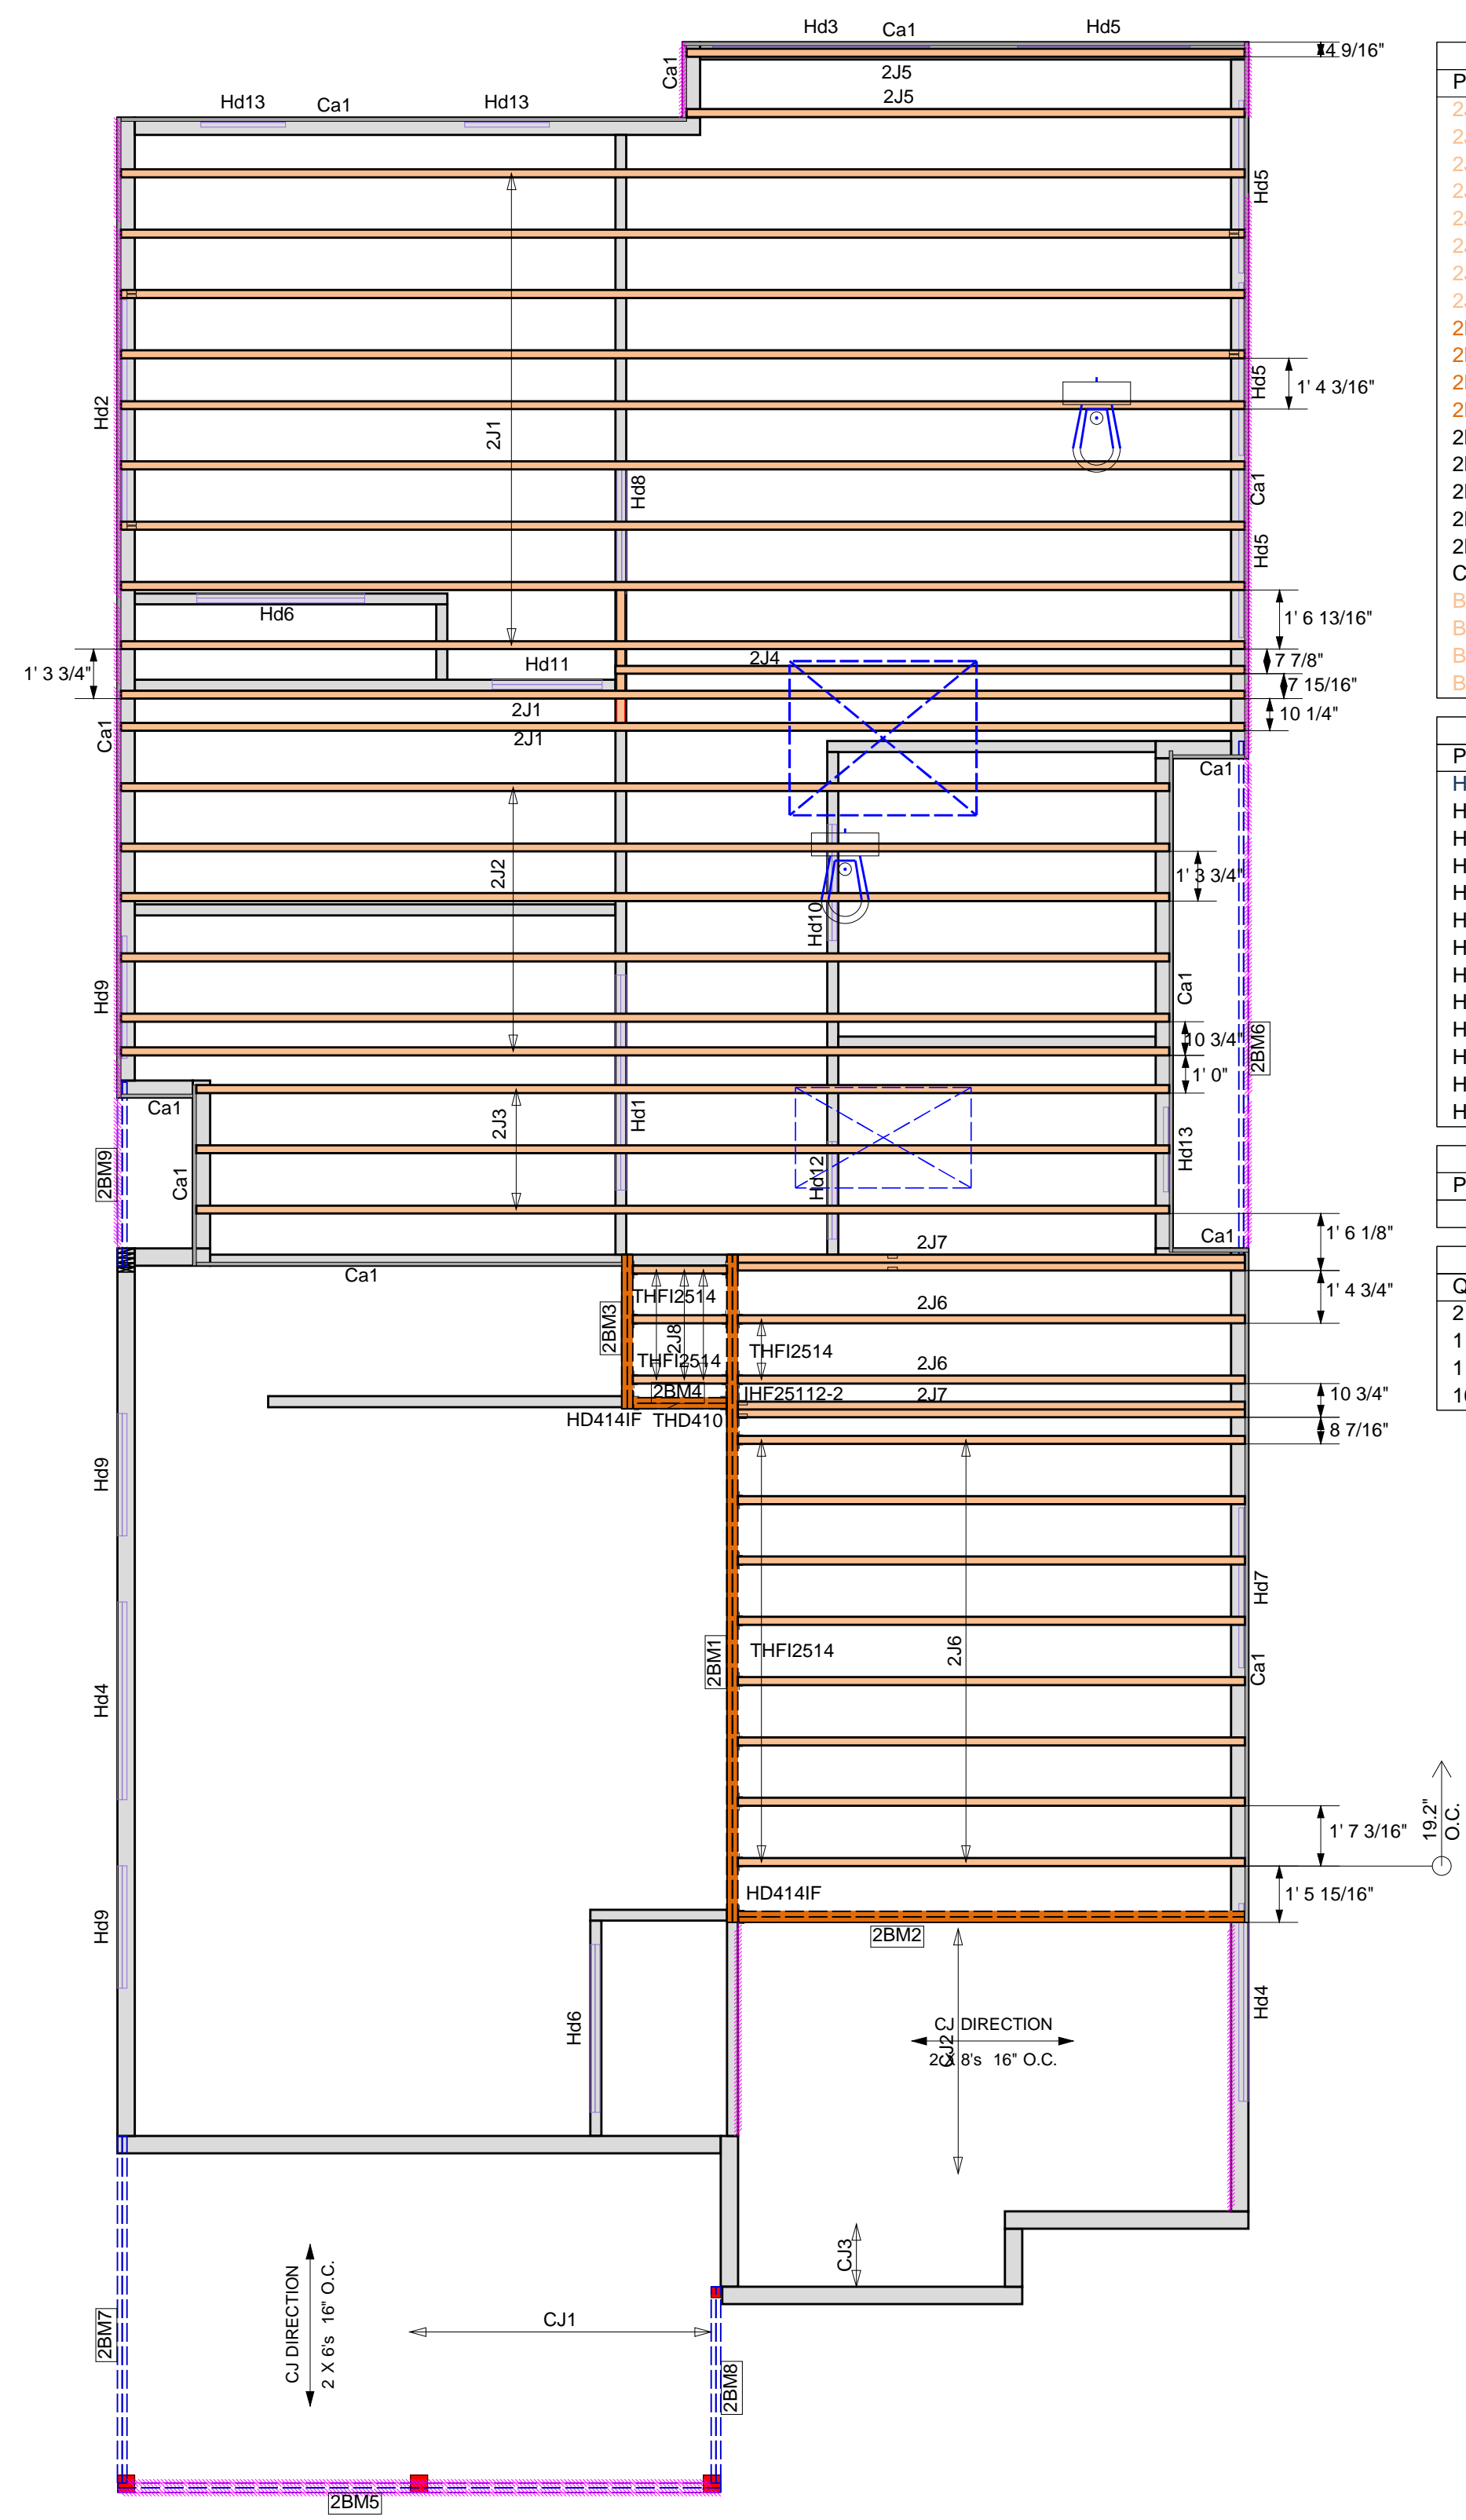 Hd3
Ca1
Hd5
4 9/16"
Ca1
2J5
2J5
Hd13
Ca1
Hd13
Hd5
Hd2
2J1
Hd8
Hd5
1' 4 3/16"
Ca1
Hd5
Hd6
1' 6 13/16"
1' 3 3/4"
Hd11
2J4
7 7/8"
7 15/16"
2J1
10 1/4"
Ca1
2J1
Ca1
2J2
1' 3 3/4"
Hd10
Hd9
Ca1
10 3/4"
2BM6
1' 0"
Ca1
2J3
Hd1
Hd13
2BM9
Ca1
Hd12
1' 6 1/8"
Ca1
2J7
Ca1
THFI2514
1' 4 3/4"
2J6
2BM3
2J8
THFI2514
THFI2514
2J6
2BM4
IHF25112-2
2J7
10 3/4"
HD414IF
THD410
8 7/16"
Hd9
Hd7
2BM1
THFI2514
2J6
Ca1
Hd4
19.2"
O.C.
1' 7 3/16"
HD414IF
1' 5 15/16"
Hd9
2BM2
Hd6
Hd4
CJ DIRECTION
CJ2
2 X 8's 16" O.C.
CJ3
CJ DIRECTION
2 X 6's 16" O.C.
CJ1
2BM7
2BM8
2BM5